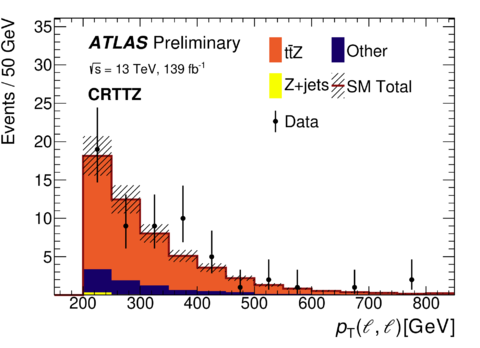 Events / 50 GeV
35
30
25
20
15
10
5
ATLAS Preliminary
√s = 13 TeV, 139 fb⁻¹
CRTTZ
tt̄Z
Other
Z+jets
SM Total
Data
200 300 400 500 600 700 800
p_T(ℓ, ℓ)[GeV]